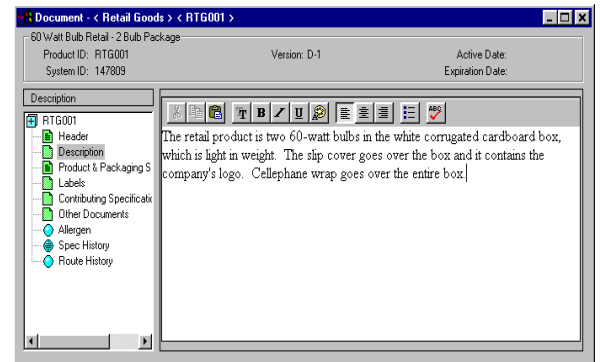 Document - < Retail Goods > < RTG001 >
60 Watt Bulb Retail - 2 Bulb Package
Product ID: RTG001 Version: D-1 Active Date:
System ID: 147809 Expiration Date:
Description
RTG001
Header
Description
Product & Packaging S
Labels
Contributing Specificatio
Other Documents
Allergen
Spec History
Route History
T B I U
ABC
The retail product is two 60-watt bulbs in the white corrugated cardboard box,
which is light in weight.  The slip cover goes over the box and it contains the
company's logo.  Cellephane wrap goes over the entire box.